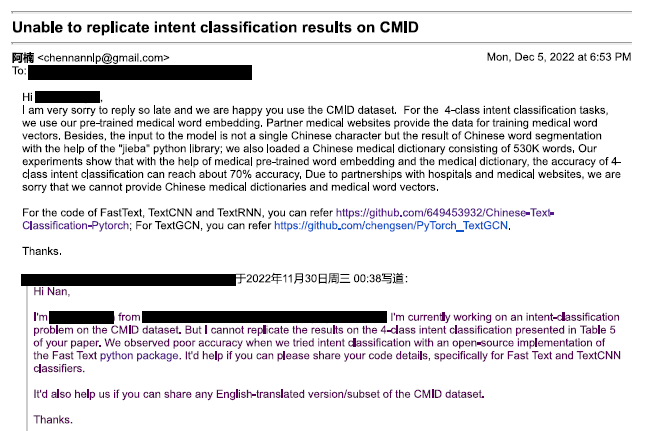 Unable to replicate intent classification results on CMID
阿楠 <chennannlp@gmail.com>
Mon, Dec 5, 2022 at 6:53 PM
To:
Hi ,
I am very sorry to reply so late and we are happy you use the CMID dataset. For the 4-class intent classification tasks,
we use our pre-trained medical word embedding. Partner medical websites provide the data for training medical word
vectors. Besides, the input to the model is not a single Chinese character but the result of Chinese word segmentation
with the help of the "jieba" python library; we also loaded a Chinese medical dictionary consisting of 530K words, Our
experiments show that with the help of medical pre-trained word embedding and the medical dictionary, the accuracy of 4-
class intent classification can reach about 70% accuracy, Due to partnerships with hospitals and medical websites, we are
sorry that we cannot provide Chinese medical dictionaries and medical word vectors.
For the code of FastText, TextCNN and TextRNN, you can refer https://github.com/649453932/Chinese-Text-
Classification-Pytorch; For TextGCN, you can refer https://github.com/chengsen/PyTorch_TextGCN.
Thanks.
于2022年11月30日周三 00:38写道：
Hi Nan,
I'm from I'm currently working on an intent-classification
problem on the CMID dataset. But I cannot replicate the results on the 4-class intent classification presented in Table 5
of your paper. We observed poor accuracy when we tried intent classification with an open-source implementation of
the Fast Text python package. It'd help if you can please share your code details, specifically for Fast Text and TextCNN
classifiers.
It'd also help us if you can share any English-translated version/subset of the CMID dataset.
Thanks.